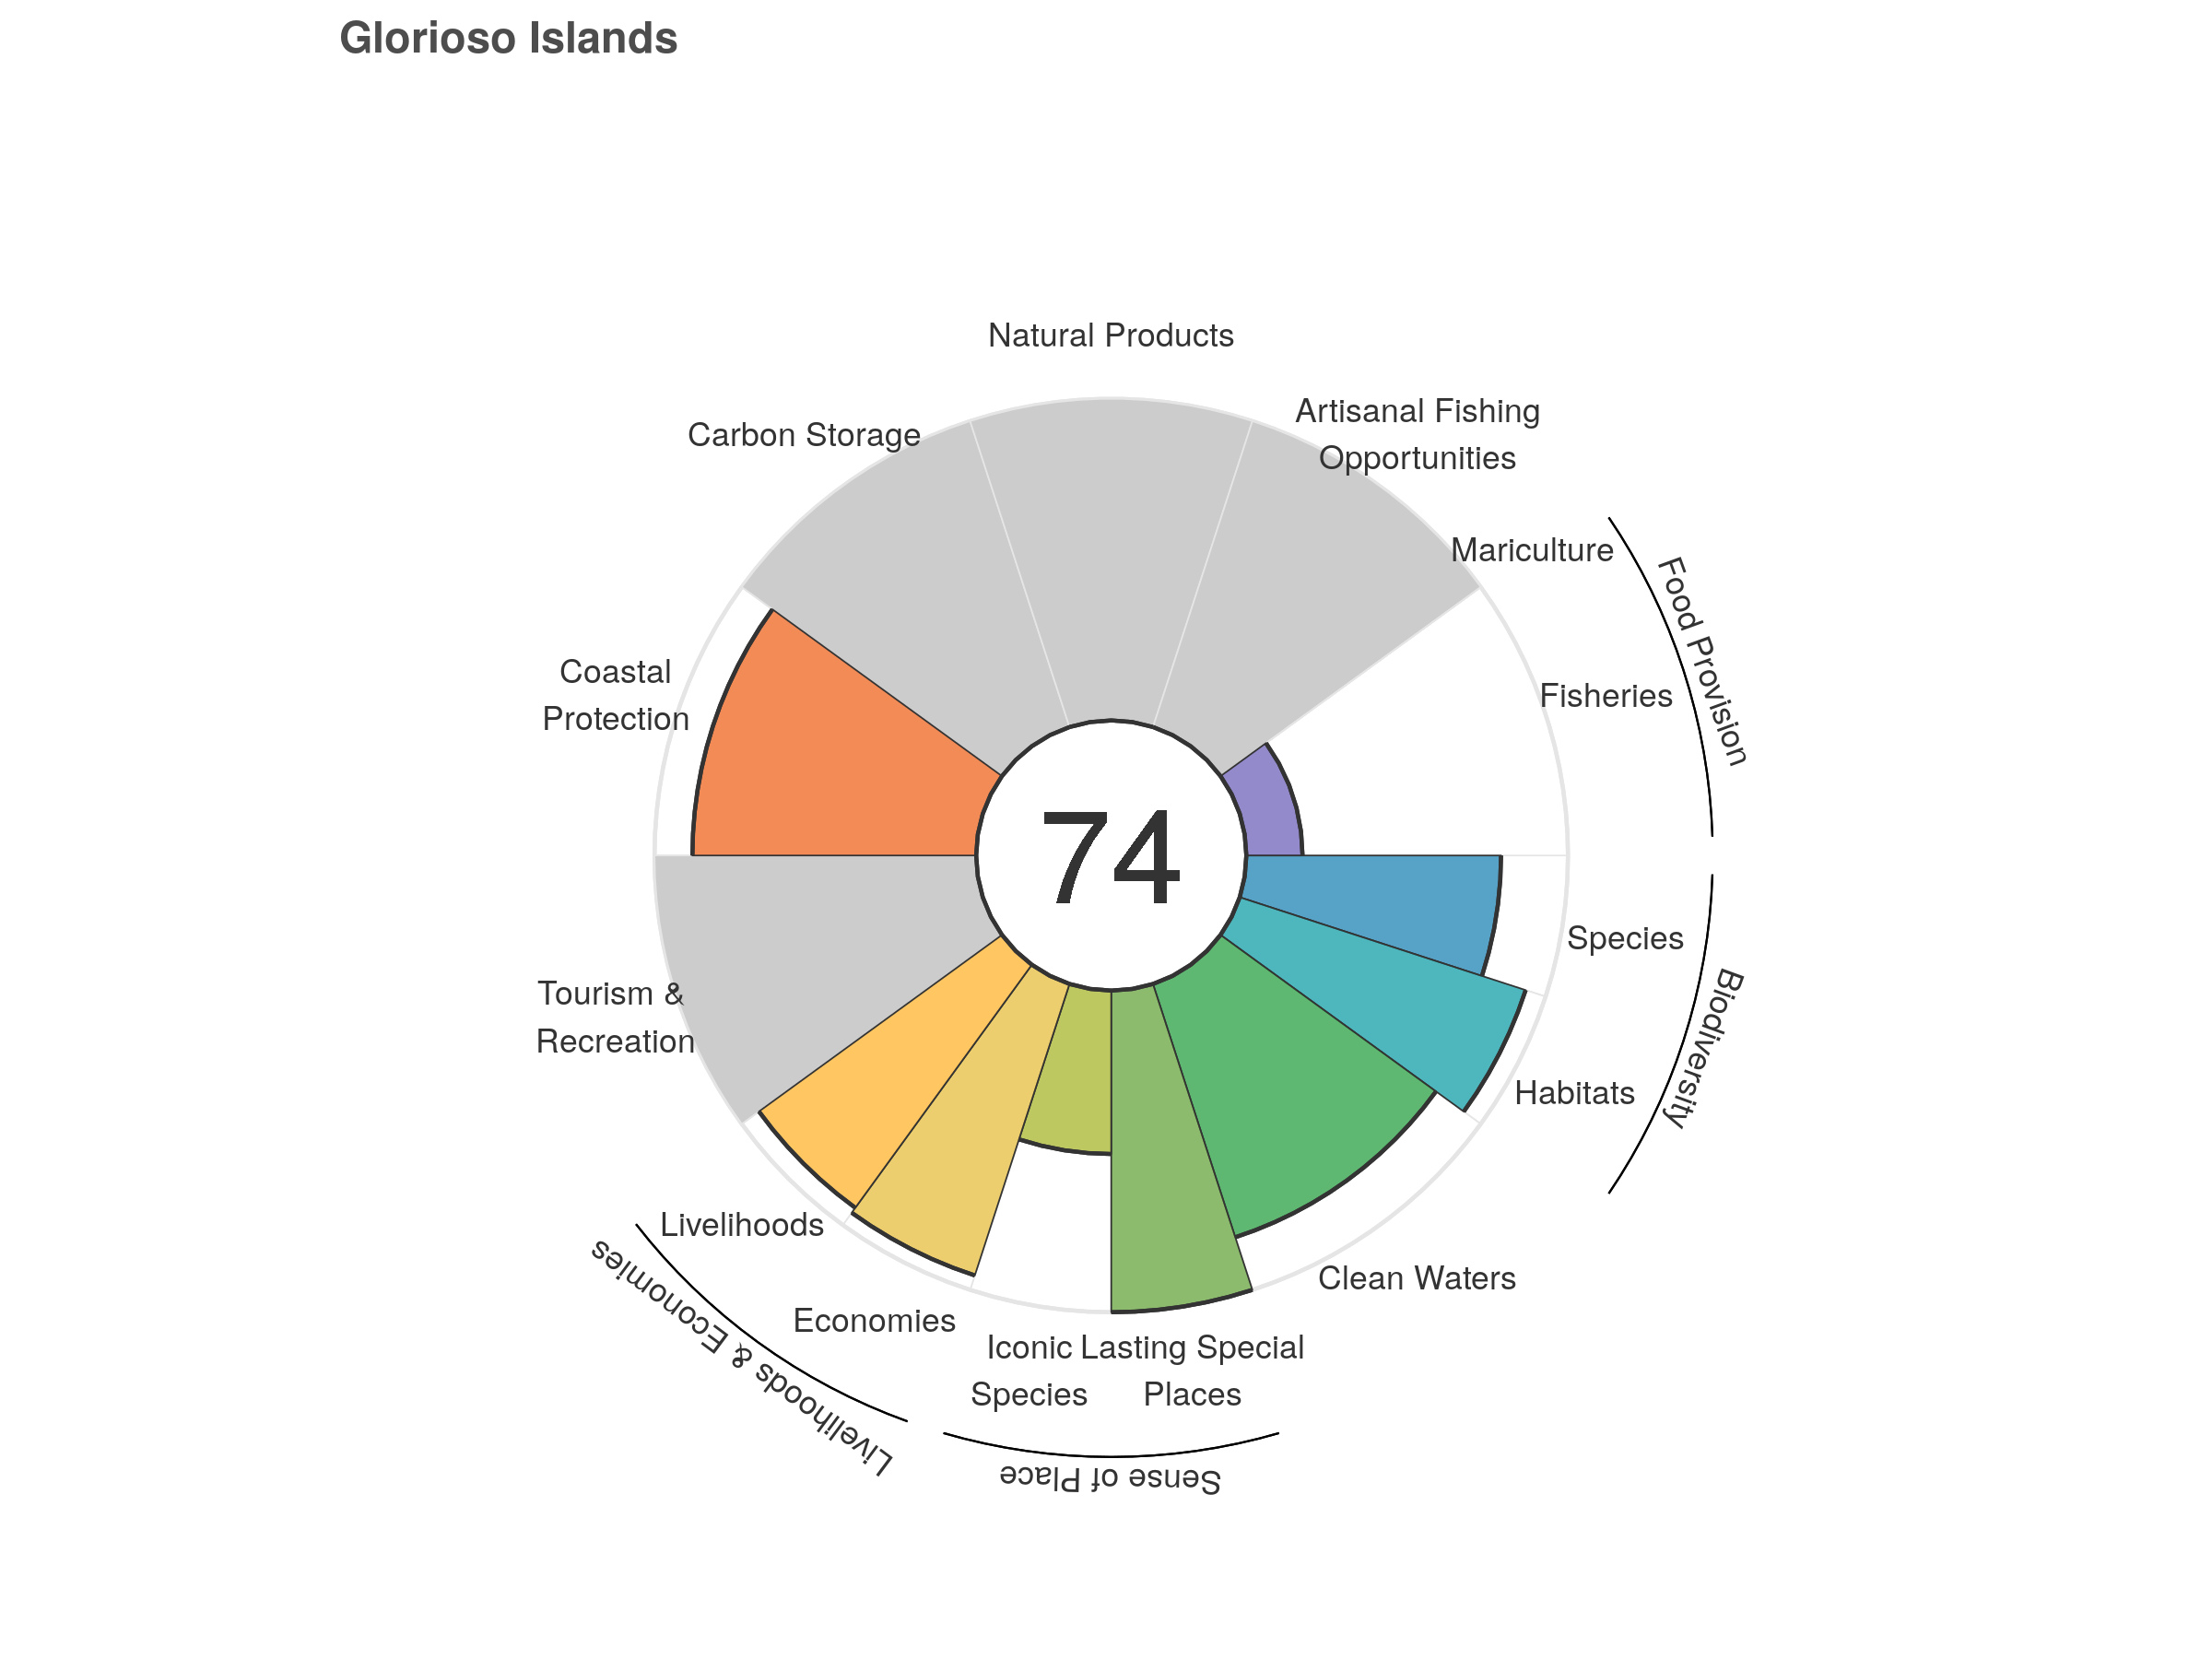 Glorioso Islands
Natural Products
Artisanal Fishing
Opportunities
Carbon Storage
Mariculture
Food Provision
Fisheries
Coastal
Protection
74
Species
Biodiversity
Tourism &
Recreation
Habitats
Livelihoods
Clean Waters
Economies
Livelihoods & Economies
Iconic
Species
Lasting Special
Places
Sense of Place